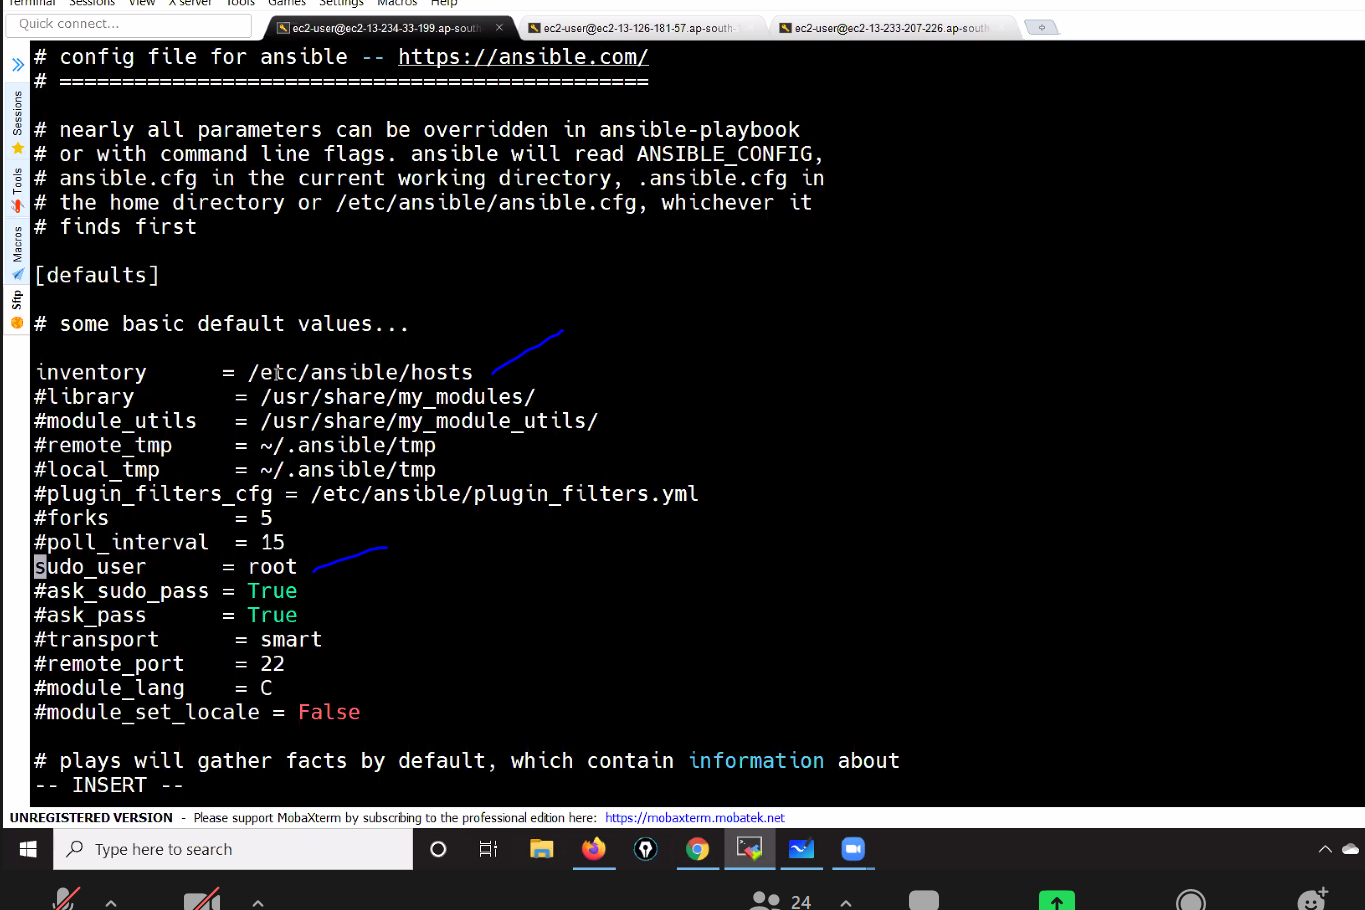 Terminal Sessions View X server Tools Games Settings Macros Help
Quick connect...
ec2-user@ec2-13-234-33-199.ap-sout
ec2-user@ec2-13-126-181-57.ap-south-
ec2-user@ec2-13-233-207-226.ap-south
Sessions
Tools
Macros
Sftp
# config file for ansible -- https://ansible.com/
# ===============================================
# nearly all parameters can be overridden in ansible-playbook
# or with command line flags. ansible will read ANSIBLE_CONFIG,
# ansible.cfg in the current working directory, .ansible.cfg in
# the home directory or /etc/ansible/ansible.cfg, whichever it
# finds first
[defaults]
# some basic default values...
inventory      = /etc/ansible/hosts
#library        = /usr/share/my_modules/
#module_utils   = /usr/share/my_module_utils/
#remote_tmp     = ~/.ansible/tmp
#local_tmp      = ~/.ansible/tmp
#plugin_filters_cfg = /etc/ansible/plugin_filters.yml
#forks          = 5
#poll_interval  = 15
sudo_user      = root
#ask_sudo_pass = True
#ask_pass      = True
#transport      = smart
#remote_port    = 22
#module_lang    = C
#module_set_locale = False
# plays will gather facts by default, which contain information about
-- INSERT --
UNREGISTERED VERSION - Please support MobaXterm by subscribing to the professional edition here: https://mobaxterm.mobatek.net
Type here to search
24